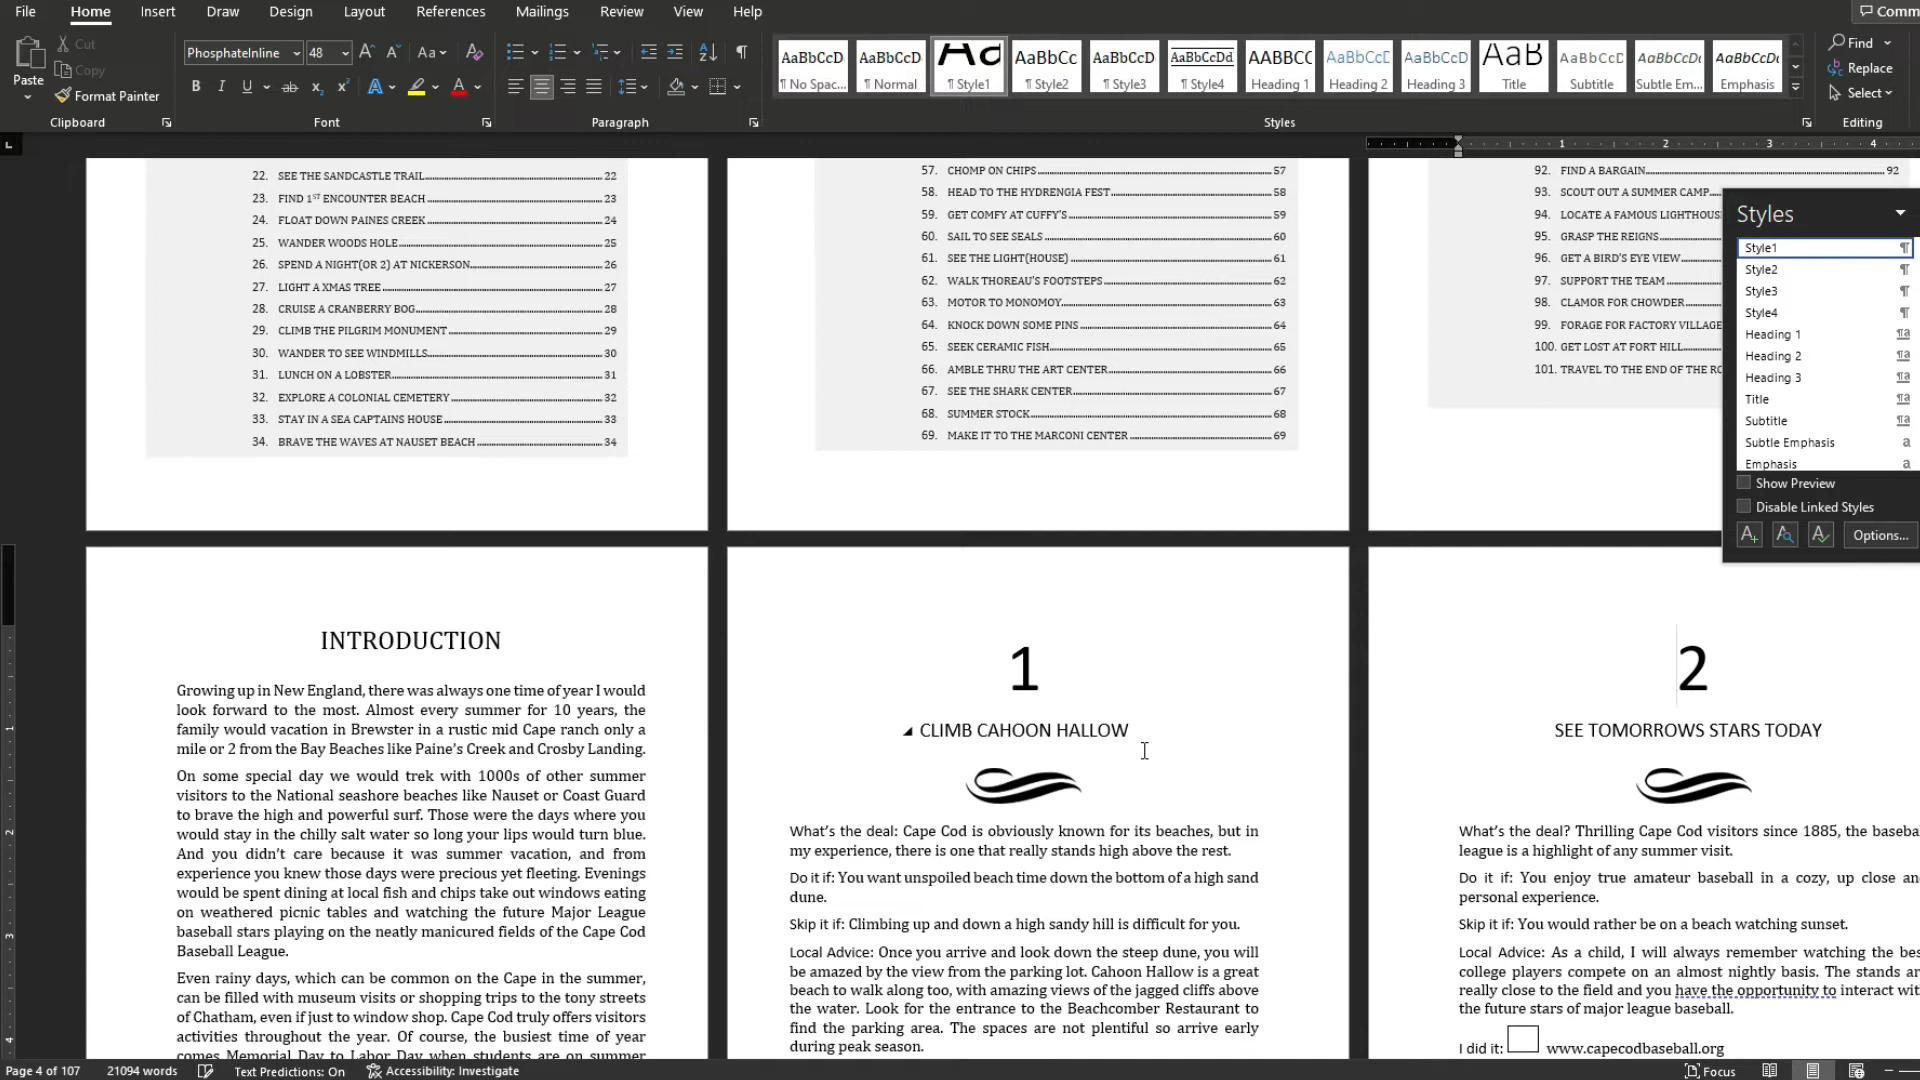 File Home Insert Draw Design Layout References Mailings Review View Help Comm
Paste Cut Copy Format Painter
PhosphateInline 48
AaBbCcD No Spac... AaBbCcD Normal Style1 AaBbCc Style2 AaBbCcD Style3 AaBbCcDd Style4 AABBCC Heading 1 AaBbCcD Heading 2 AaBbCcD Heading 3 AaB Title AaBbCcD Subtitle AaBbCcD Subtle Em... AaBbCcD Emphasis
Find
Replace
Select
Clipboard Font Paragraph Styles Editing
1 2 3 4
22. SEE THE SANDCASTLE TRAIL 22
23. FIND 1ST ENCOUNTER BEACH 23
24. FLOAT DOWN PAINES CREEK 24
25. WANDER WOODS HOLE 25
26. SPEND A NIGHT(OR 2) AT NICKERSON 26
27. LIGHT A XMAS TREE 27
28. CRUISE A CRANBERRY BOG 28
29. CLIMB THE PILGRIM MONUMENT 29
30. WANDER TO SEE WINDMILLS 30
31. LUNCH ON A LOBSTER 31
32. EXPLORE A COLONIAL CEMETERY 32
33. STAY IN A SEA CAPTAINS HOUSE 33
34. BRAVE THE WAVES AT NAUSET BEACH 34
57. CHOMP ON CHIPS 57
58. HEAD TO THE HYDRENGIA FEST 58
59. GET COMFY AT CUFFY'S 59
60. SAIL TO SEE SEALS 60
61. SEE THE LIGHT(HOUSE) 61
62. WALK THOREAU'S FOOTSTEPS 62
63. MOTOR TO MONOMOY 63
64. KNOCK DOWN SOME PINS 64
65. SEEK CERAMIC FISH 65
66. AMBLE THRU THE ART CENTER 66
67. SEE THE SHARK CENTER 67
68. SUMMER STOCK 68
69. MAKE IT TO THE MARCONI CENTER 69
92. FIND A BARGAIN 92
93. SCOUT OUT A SUMMER CAMP
94. LOCATE A FAMOUS LIGHTHOUS
95. GRASP THE REIGNS
96. GET A BIRD'S EYE VIEW
97. SUPPORT THE TEAM
98. CLAMOR FOR CHOWDER
99. FORAGE FOR FACTORY VILLAGE
100. GET LOST AT FORT HILL
101. TRAVEL TO THE END OF THE RO
Styles
Style1
Style2
Style3
Style4
Heading 1
Heading 2
Heading 3
Title
Subtitle
Subtle Emphasis
Emphasis
Show Preview
Disable Linked Styles
Options...
INTRODUCTION
Growing up in New England, there was always one time of year I would
look forward to the most. Almost every summer for 10 years, the
family would vacation in Brewster in a rustic mid Cape ranch only a
mile or 2 from the Bay Beaches like Paine's Creek and Crosby Landing.
On some special day we would trek with 1000s of other summer
visitors to the National seashore beaches like Nauset or Coast Guard
to brave the high and powerful surf. Those were the days where you
would stay in the chilly salt water so long your lips would turn blue.
And you didn't care because it was summer vacation, and from
experience you knew those days were precious yet fleeting. Evenings
would be spent dining at local fish and chips take out windows eating
on weathered picnic tables and watching the future Major League
baseball stars playing on the neatly manicured fields of the Cape Cod
Baseball League.
Even rainy days, which can be common on the Cape in the summer,
can be filled with museum visits or shopping trips to the tony streets
of Chatham, even if just to window shop. Cape Cod truly offers visitors
activities throughout the year. Of course, the busiest time of year
comes Memorial Day to Labor Day when students are on summer
1
CLIMB CAHOON HALLOW
What's the deal: Cape Cod is obviously known for its beaches, but in
my experience, there is one that really stands high above the rest.
Do it if: You want unspoiled beach time down the bottom of a high sand
dune.
Skip it if: Climbing up and down a high sandy hill is difficult for you.
Local Advice: Once you arrive and look down the steep dune, you will
be amazed by the view from the parking lot. Cahoon Hallow is a great
beach to walk along too, with amazing views of the jagged cliffs above
the water. Look for the entrance to the Beachcomber Restaurant to
find the parking area. The spaces are not plentiful so arrive early
during peak season.
2
SEE TOMORROWS STARS TODAY
What's the deal? Thrilling Cape Cod visitors since 1885, the baseba
league is a highlight of any summer visit.
Do it if: You enjoy true amateur baseball in a cozy, up close an
personal experience.
Skip it if: You would rather be on a beach watching sunset.
Local Advice: As a child, I will always remember watching the bes
college players compete on an almost nightly basis. The stands ar
really close to the field and you have the opportunity to interact wit
the future stars of major league baseball.
I did it: www.capecodbaseball.org
1 2 3 4
Page 4 of 107 21094 words Text Predictions: On Accessibility: Investigate Focus